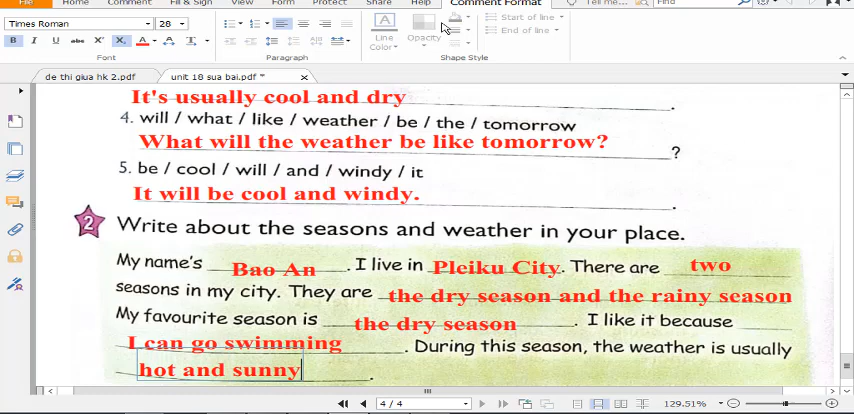 File Home Comment Fill & Sign View Form Protect Share Help Comment Format Tell me... Find
Times Roman 28
Start of line
End of line
B I U abc X² X₂ A T
Line Color Opacity
Font Paragraph Shape Style
de thi giua hk 2.pdf unit 18 sua bai.pdf *
It's usually cool and dry .
4. will / what / like / weather / be / the / tomorrow
What will the weather be like tomorrow? ?
5. be / cool / will / and / windy / it
It will be cool and windy. .
2 Write about the seasons and weather in your place.
My name's Bao An . I live in Pleiku City. There are two
seasons in my city. They are the dry season and the rainy season
My favourite season is the dry season . I like it because
I can go swimming . During this season, the weather is usually
hot and sunny .
4 / 4 129.51%